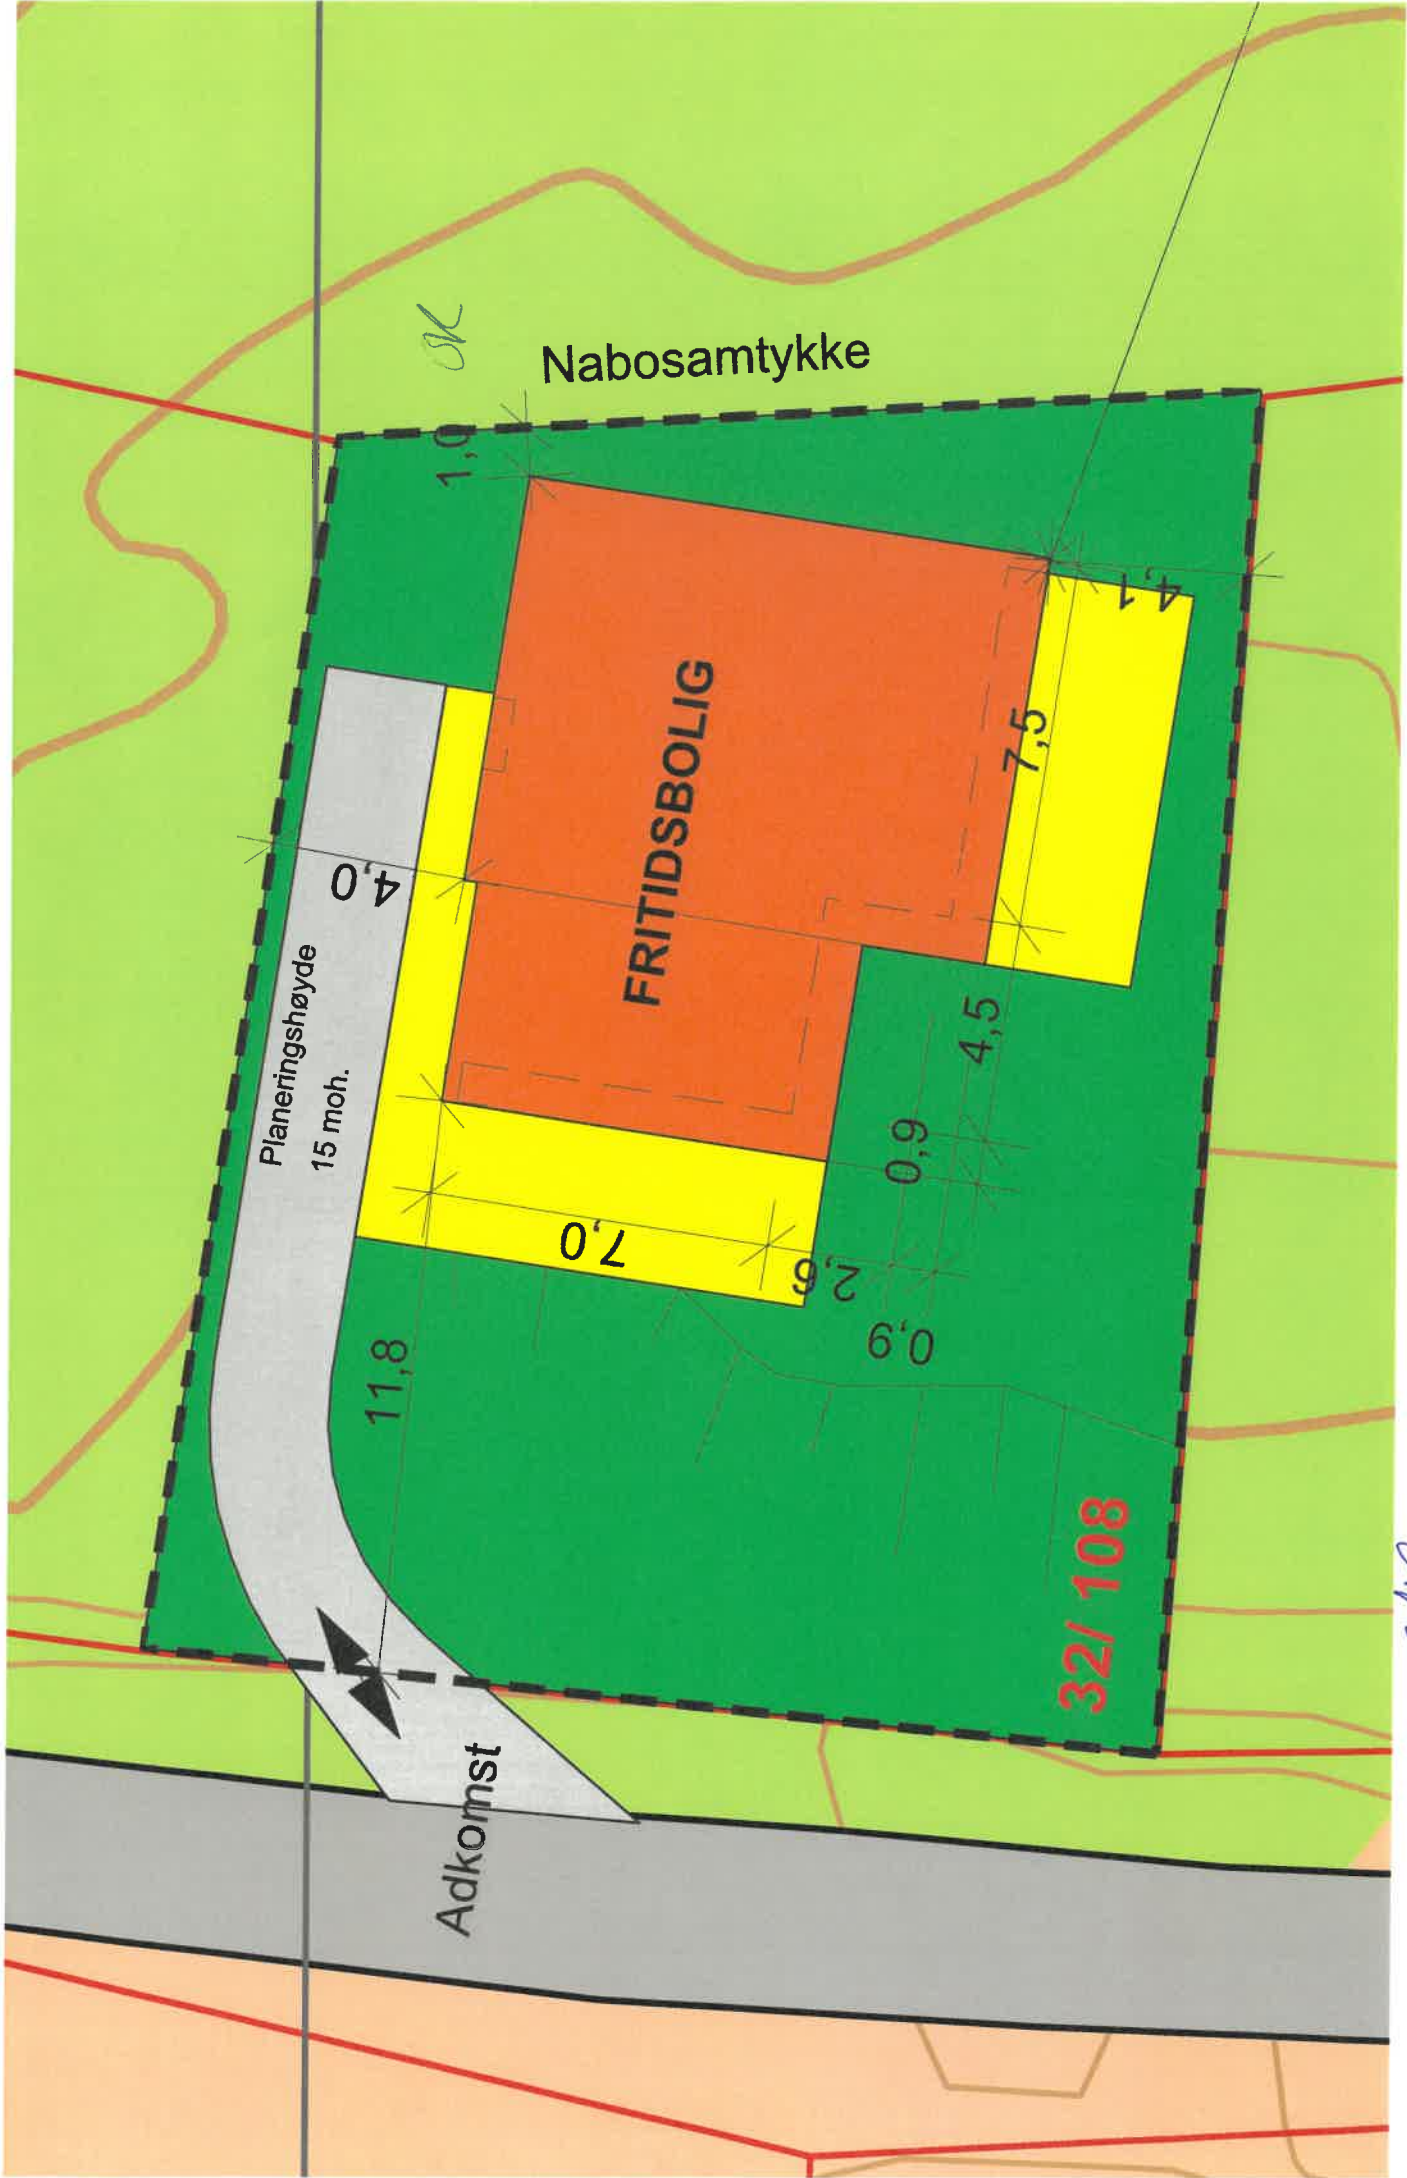 OK
Nabosamtykke
1,0
4,1
7,5
4,0
FRITIDSBOLIG
Planeringshøyde
15 moh.
4,5
0,9
7,0
2,6
0,9
11,8
32/ 108
Adkomst